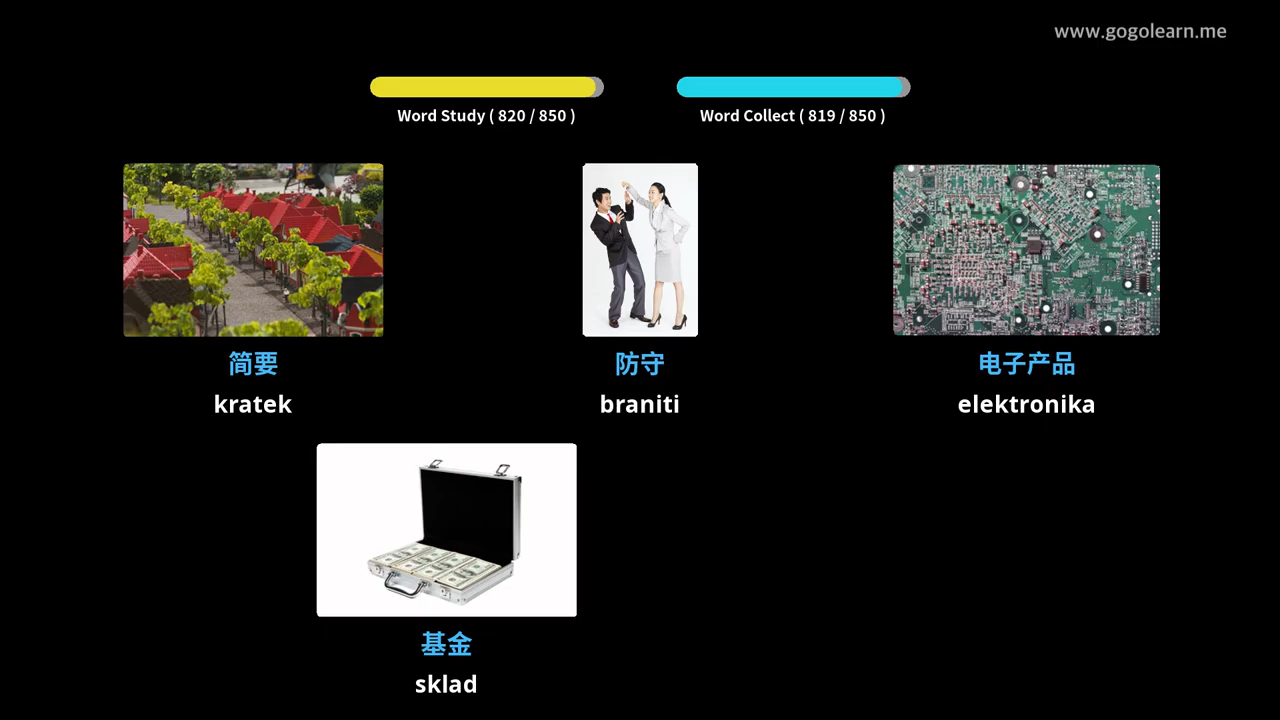 www.gogolearn.me
Word Study ( 820 / 850 )
Word Collect ( 819 / 850 )
简要
kratek
防守
braniti
电子产品
elektronika
基金
sklad